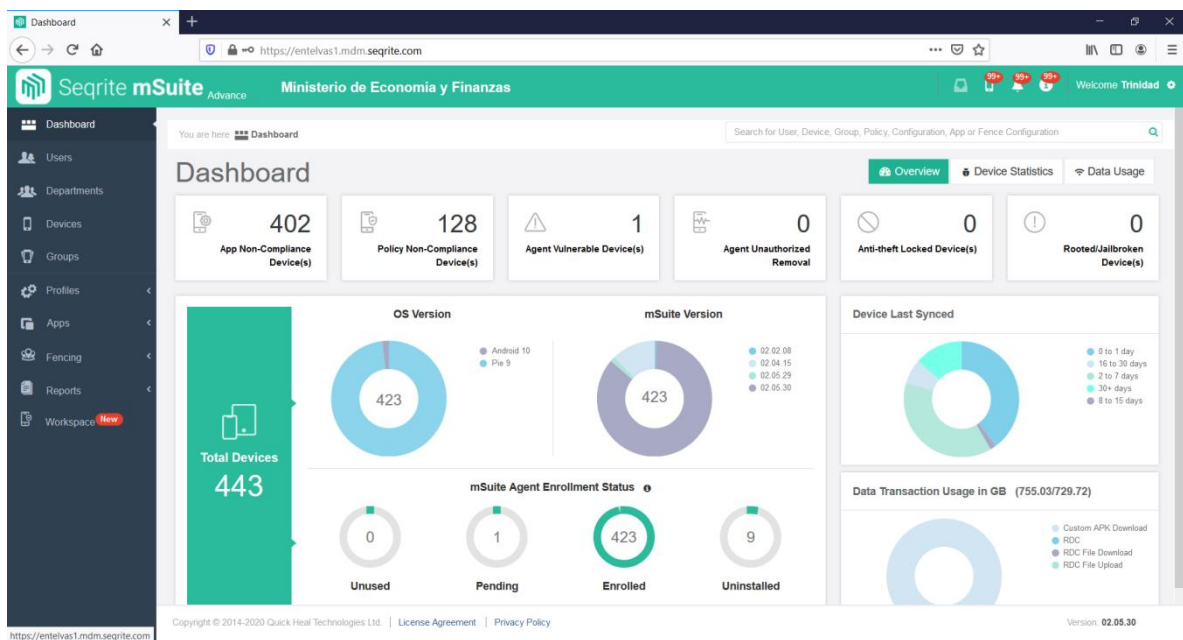 Dashboard
https://entelvas1.mdm.seqrite.com
Seqrite mSuite Advance
Ministerio de Economia y Finanzas
99+
99+
99+
Welcome Trinidad
Dashboard
Users
Departments
Devices
Groups
Profiles
Apps
Fencing
Reports
Workspace New
You are here Dashboard
Search for User, Device, Group, Policy, Configuration, App or Fence Configuration
Dashboard
Overview
Device Statistics
Data Usage
402
App Non-Compliance
Device(s)
128
Policy Non-Compliance
Device(s)
1
Agent Vulnerable Device(s)
0
Agent Unauthorized
Removal
0
Anti-theft Locked Device(s)
0
Rooted/Jailbroken
Device(s)
Total Devices
443
OS Version
423
Android 10
Pie 9
mSuite Version
423
02.02.08
02.04.15
02.05.29
02.05.30
mSuite Agent Enrollment Status
0
Unused
1
Pending
423
Enrolled
9
Uninstalled
Device Last Synced
0 to 1 day
16 to 30 days
2 to 7 days
30+ days
8 to 15 days
Data Transaction Usage in GB (755.03/729.72)
Custom APK Download
RDC
RDC File Download
RDC File Upload
Copyright © 2014-2020 Quick Heal Technologies Ltd. | License Agreement | Privacy Policy
Version: 02.05.30
https://entelvas1.mdm.seqrite.com